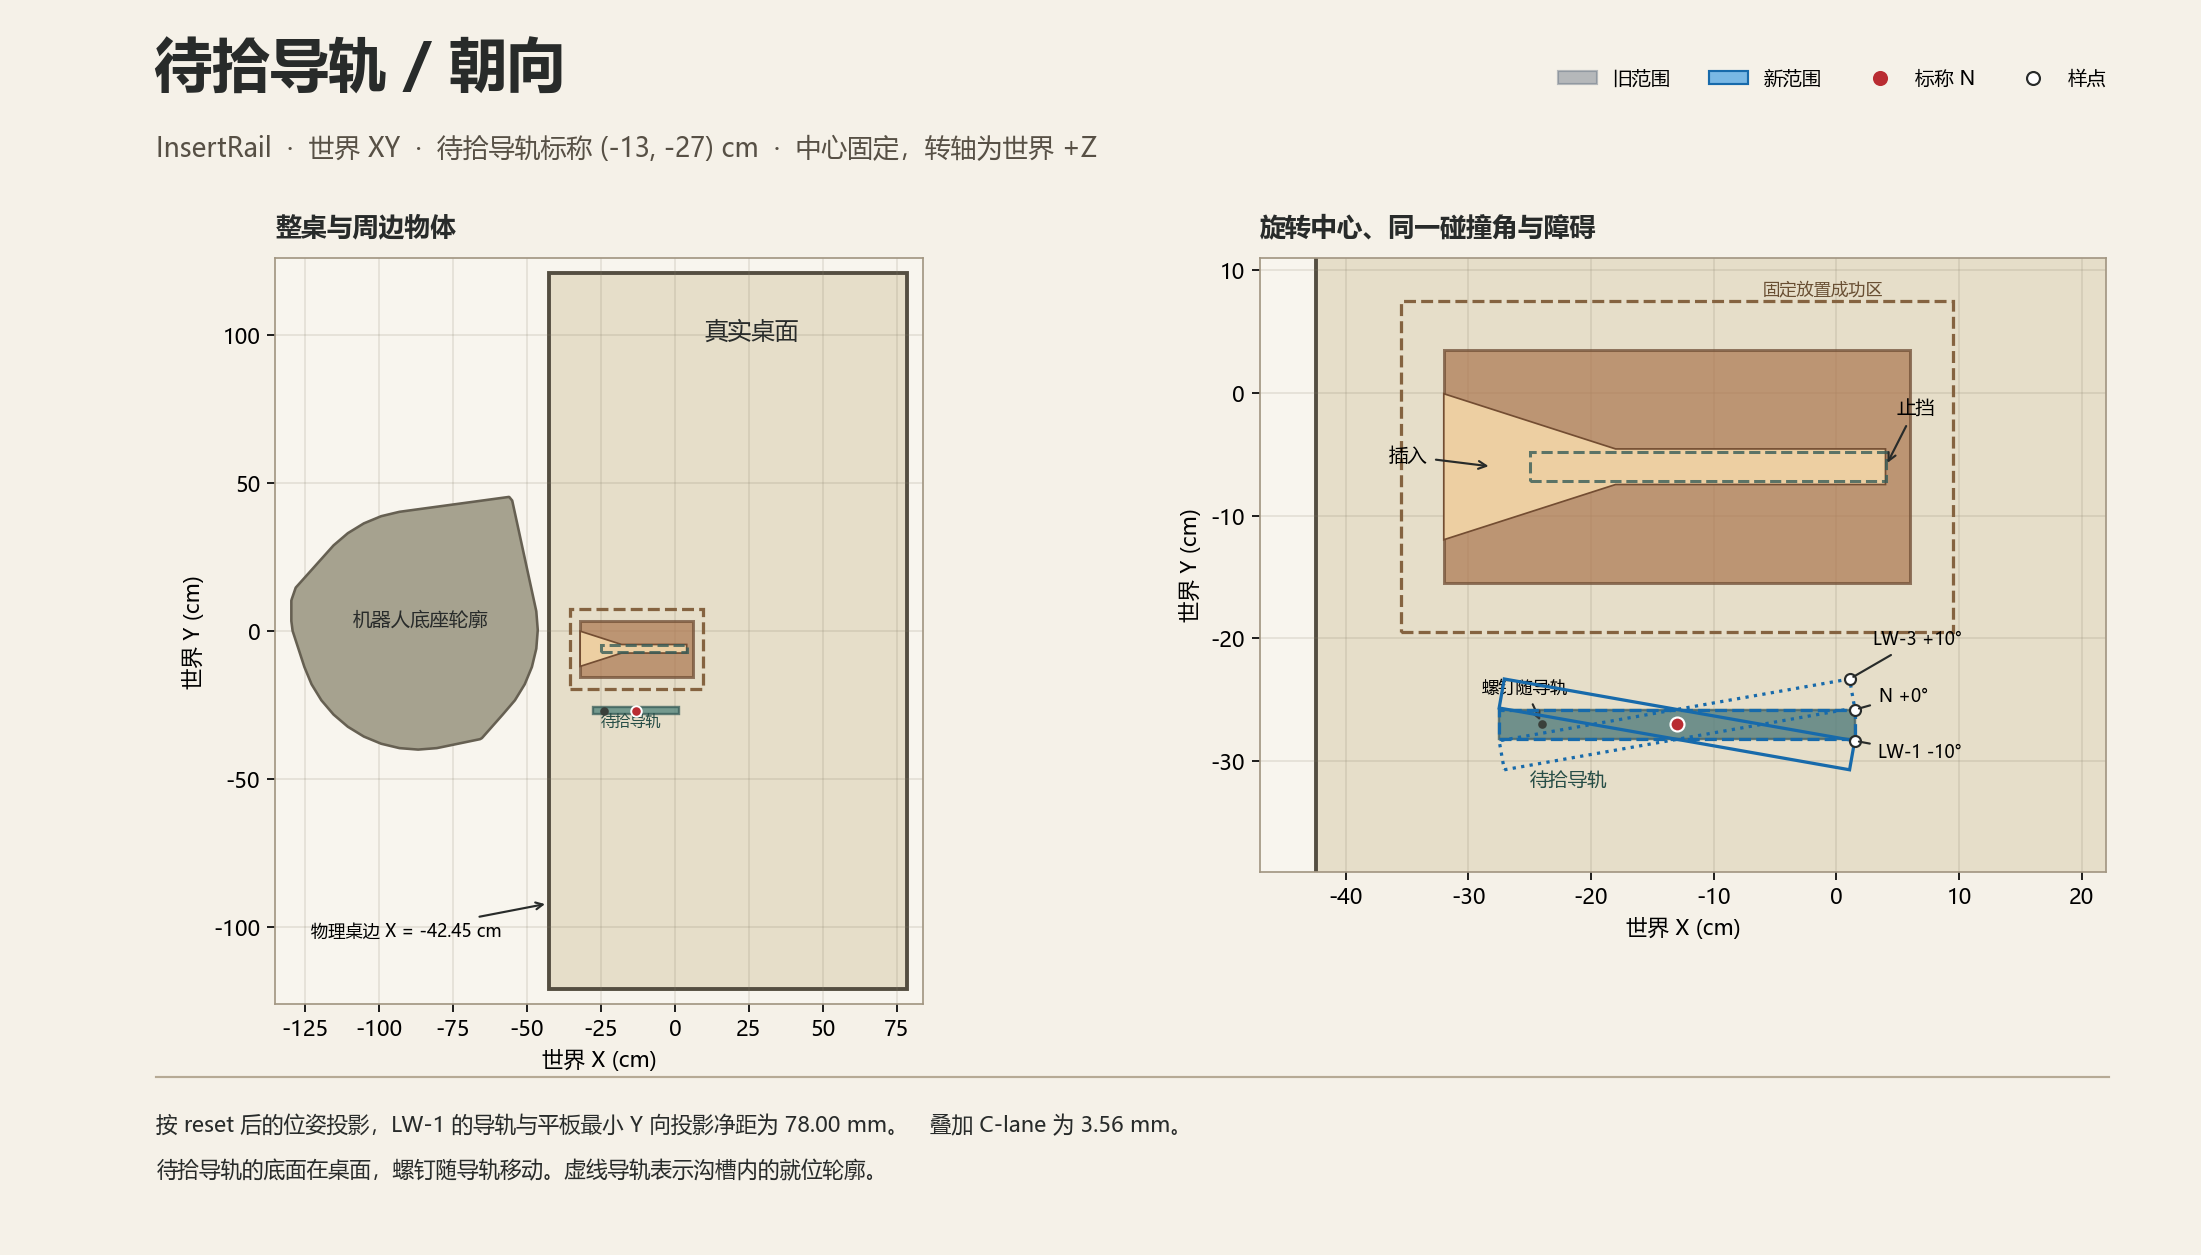 待拾导轨 / 朝向
旧范围
新范围
标称 N
样点
InsertRail · 世界 XY · 待拾导轨标称 (-13, -27) cm · 中心固定，转轴为世界 +Z
整桌与周边物体
真实桌面
机器人底座轮廓
待拾导轨
物理桌边 X = -42.45 cm
100
50
0
-50
-100
世界 Y (cm)
-125
-100
-75
-50
-25
0
25
50
75
世界 X (cm)
旋转中心、同一碰撞角与障碍
固定放置成功区
止挡
插入
LW-3 +10°
螺钉随导轨
N +0°
LW-1 -10°
待拾导轨
10
0
-10
-20
-30
世界 Y (cm)
-40
-30
-20
-10
0
10
20
世界 X (cm)
按 reset 后的位姿投影，LW-1 的导轨与平板最小 Y 向投影净距为 78.00 mm。 叠加 C-lane 为 3.56 mm。
待拾导轨的底面在桌面，螺钉随导轨移动。虚线导轨表示沟槽内的就位轮廓。